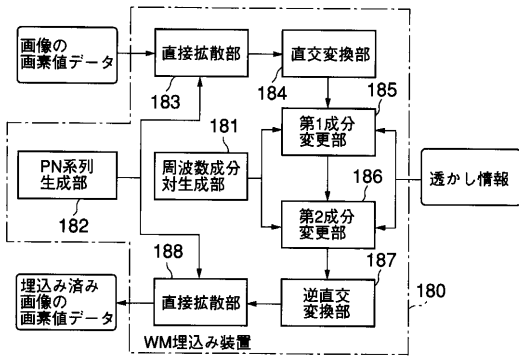 画像の
画素値データ
直接拡散部
183
直交変換部
184
185
第1成分
変更部
181
周波数成分
対生成部
PN系列
生成部
182
186
第2成分
変更部
透かし情報
188
直接拡散部
187
逆直交
変換部
埋込み済み
画像の
画素値データ
WM埋込み装置
180